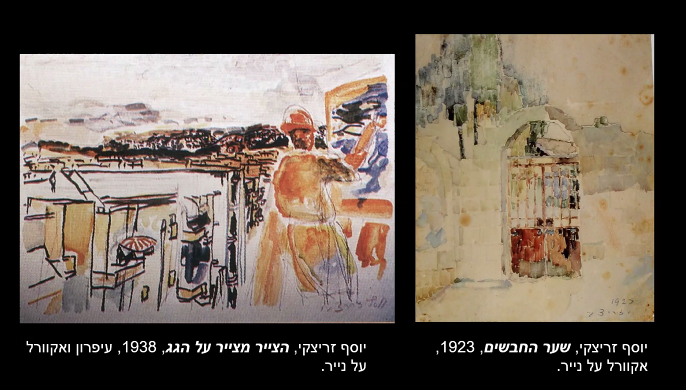 יוסף זריצקי, שער החבשים, 1923,
אקוורל על נייר.
יוסף זריצקי, הצייר מצייר על הגג, 1938, עיפרון ואקוורל
על נייר.
1923